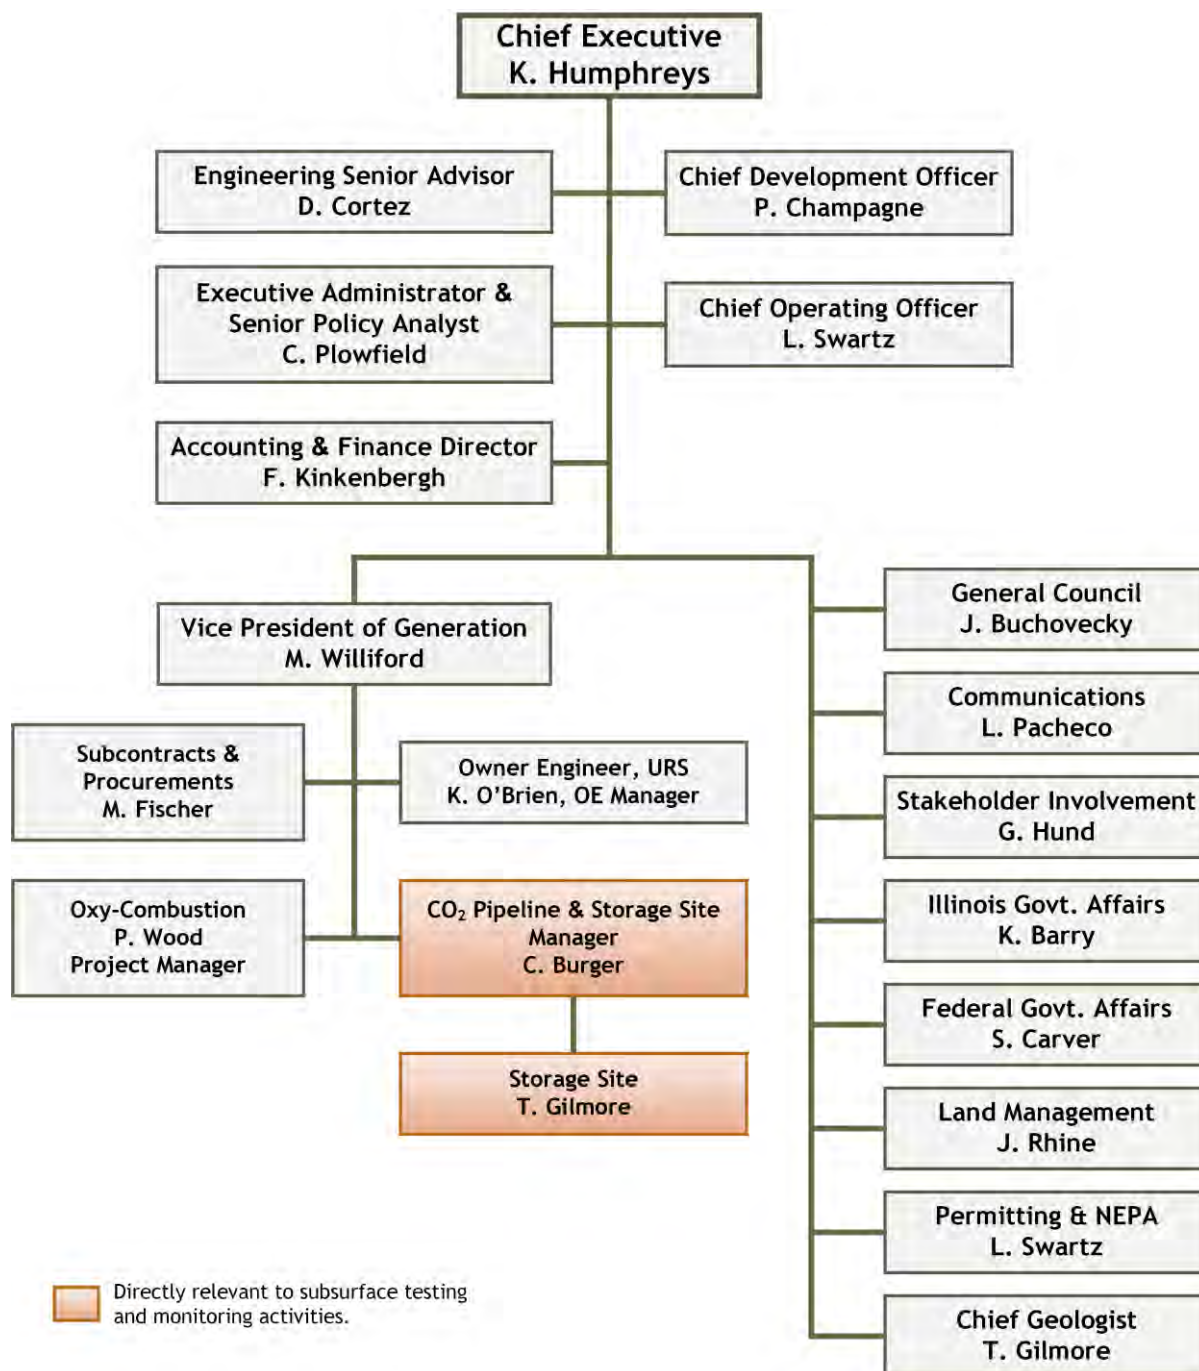 Chief Executive
K. Humphreys
Engineering Senior Advisor
D. Cortez
Chief Development Officer
P. Champagne
Executive Administrator &
Senior Policy Analyst
C. Plowfield
Chief Operating Officer
L. Swartz
Accounting & Finance Director
F. Kinkenbergh
Vice President of Generation
M. Williford
Subcontracts &
Procurements
M. Fischer
Owner Engineer, URS
K. O’Brien, OE Manager
Oxy-Combustion
P. Wood
Project Manager
CO₂ Pipeline & Storage Site
Manager
C. Burger
Storage Site
T. Gilmore
General Council
J. Buchovecky
Communications
L. Pacheco
Stakeholder Involvement
G. Hund
Illinois Govt. Affairs
K. Barry
Federal Govt. Affairs
S. Carver
Land Management
J. Rhine
Permitting & NEPA
L. Swartz
Chief Geologist
T. Gilmore
Directly relevant to subsurface testing
and monitoring activities.